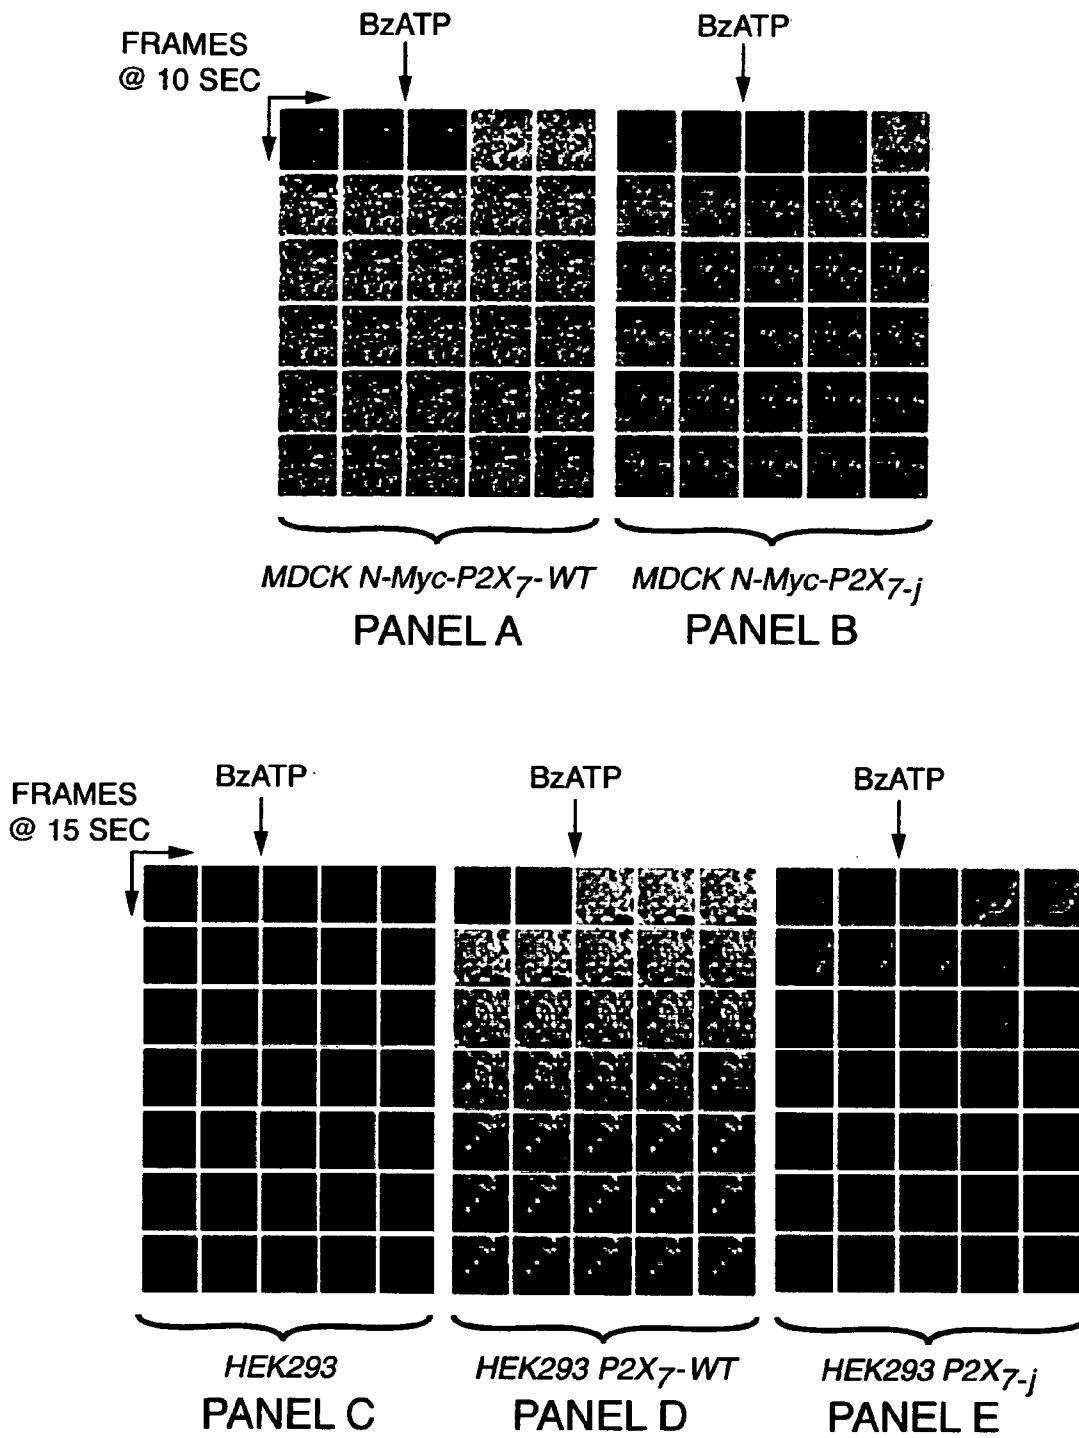 BzATP
BzATP
FRAMES
@ 10 SEC
MDCK N-Myc-P2X7-WT
MDCK N-Myc-P2X7-j
PANEL A
PANEL B
BzATP
BzATP
BzATP
FRAMES
@ 15 SEC
HEK293
HEK293 P2X7-WT
HEK293 P2X7-j
PANEL C
PANEL D
PANEL E